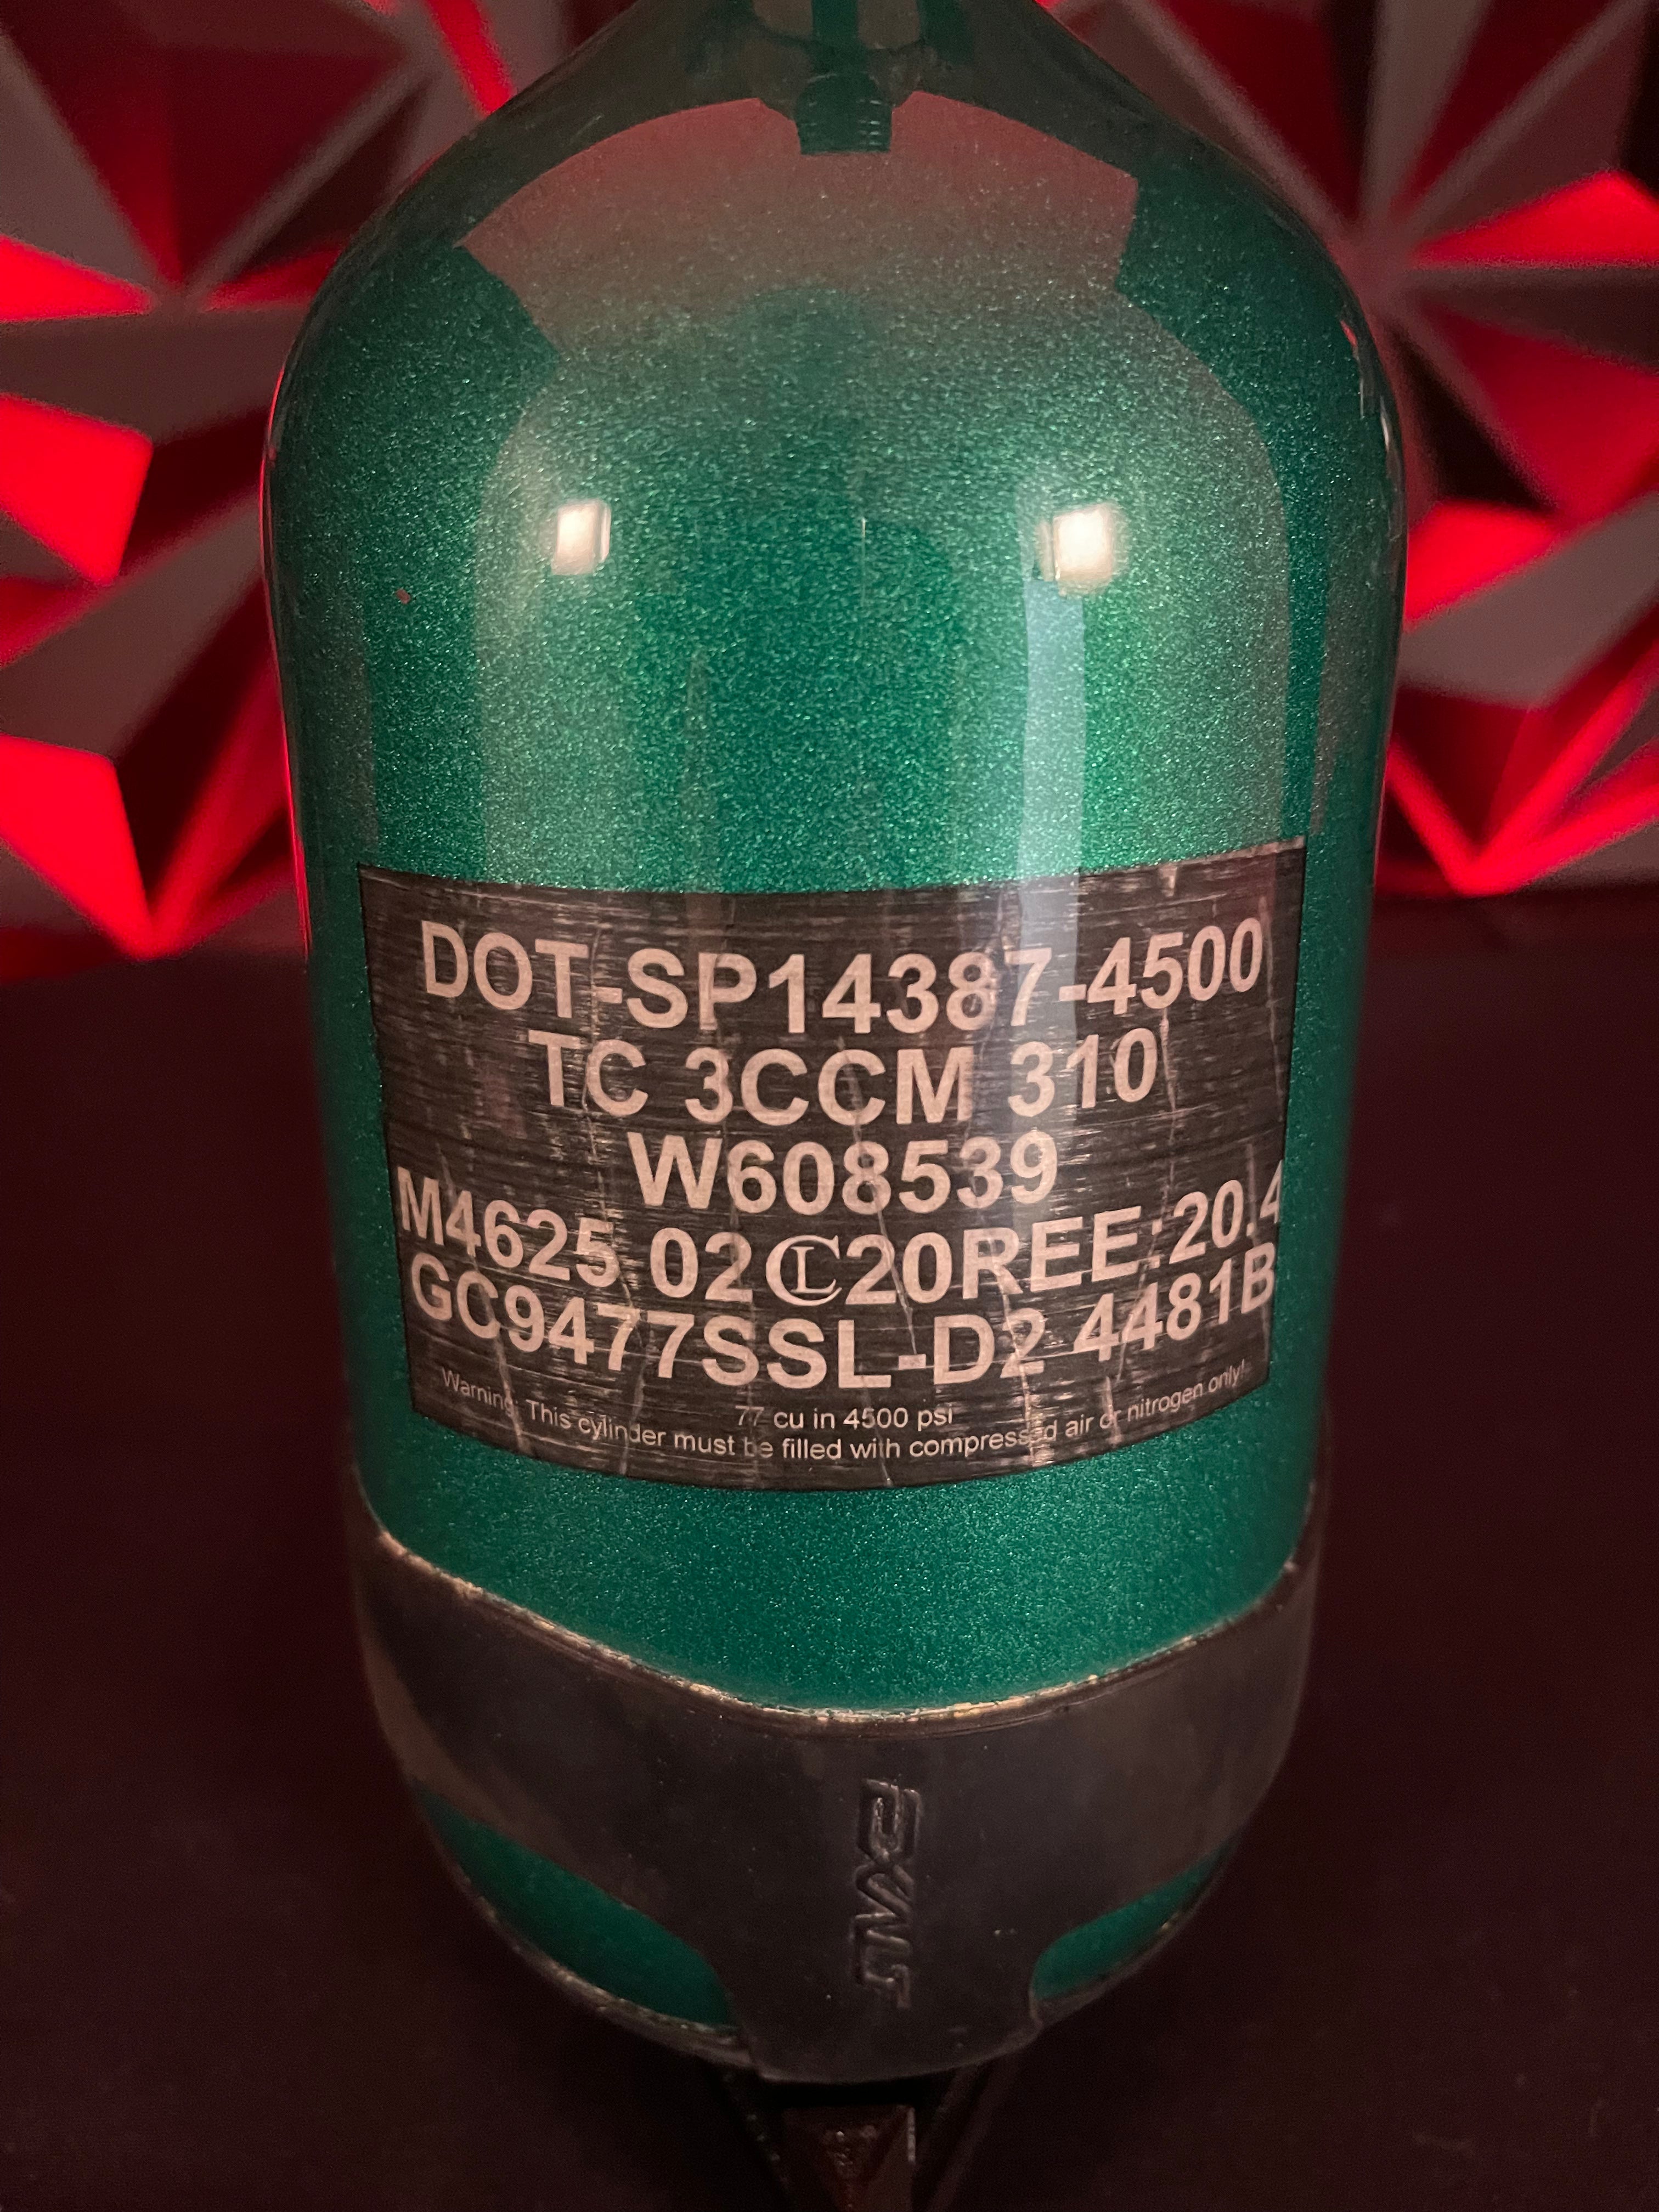 DOT-SP14387-4500
TC 3CCM 310
W608539
M4625 02 CL 20REE:20.4
GC9477SSL-D2 4481B
77 cu in 4500 psi
Warning: This cylinder must be filled with compressed air or nitrogen only!